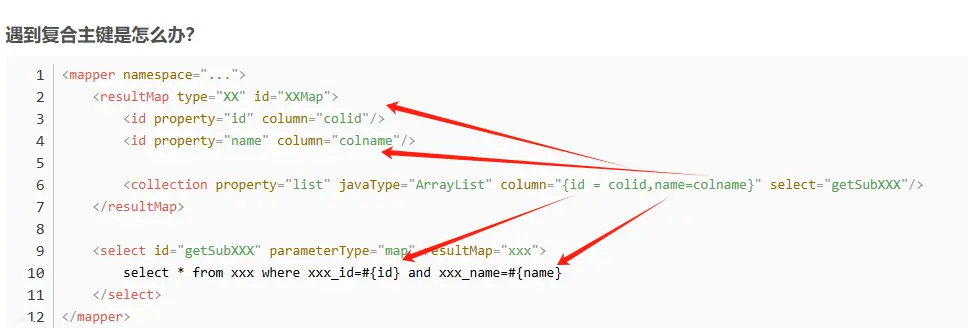 遇到复合主键是怎么办？
1 <mapper namespace="...">
2 <resultMap type="XX" id="XXMap">
3 <id property="id" column="colid"/>
4 <id property="name" column="colname"/>
5
6 <collection property="list" javaType="ArrayList" column="{id = colid,name=colname}" select="getSubXXX"/>
7 </resultMap>
8
9 <select id="getSubXXX" parameterType="map" resultMap="xxx">
10 select * from xxx where xxx_id=#{id} and xxx_name=#{name}
11 </select>
12 </mapper>